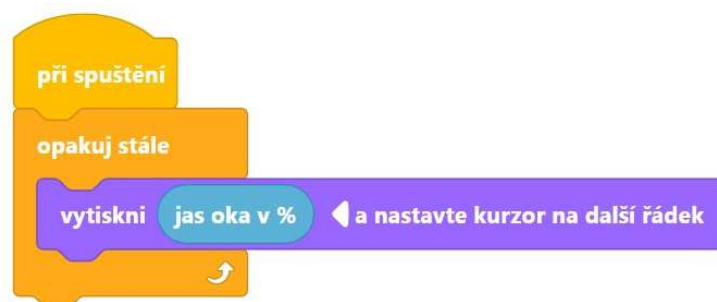 při spuštění
opakuj stále
vytiskni jas oka v % a nastavte kurzor na další řádek